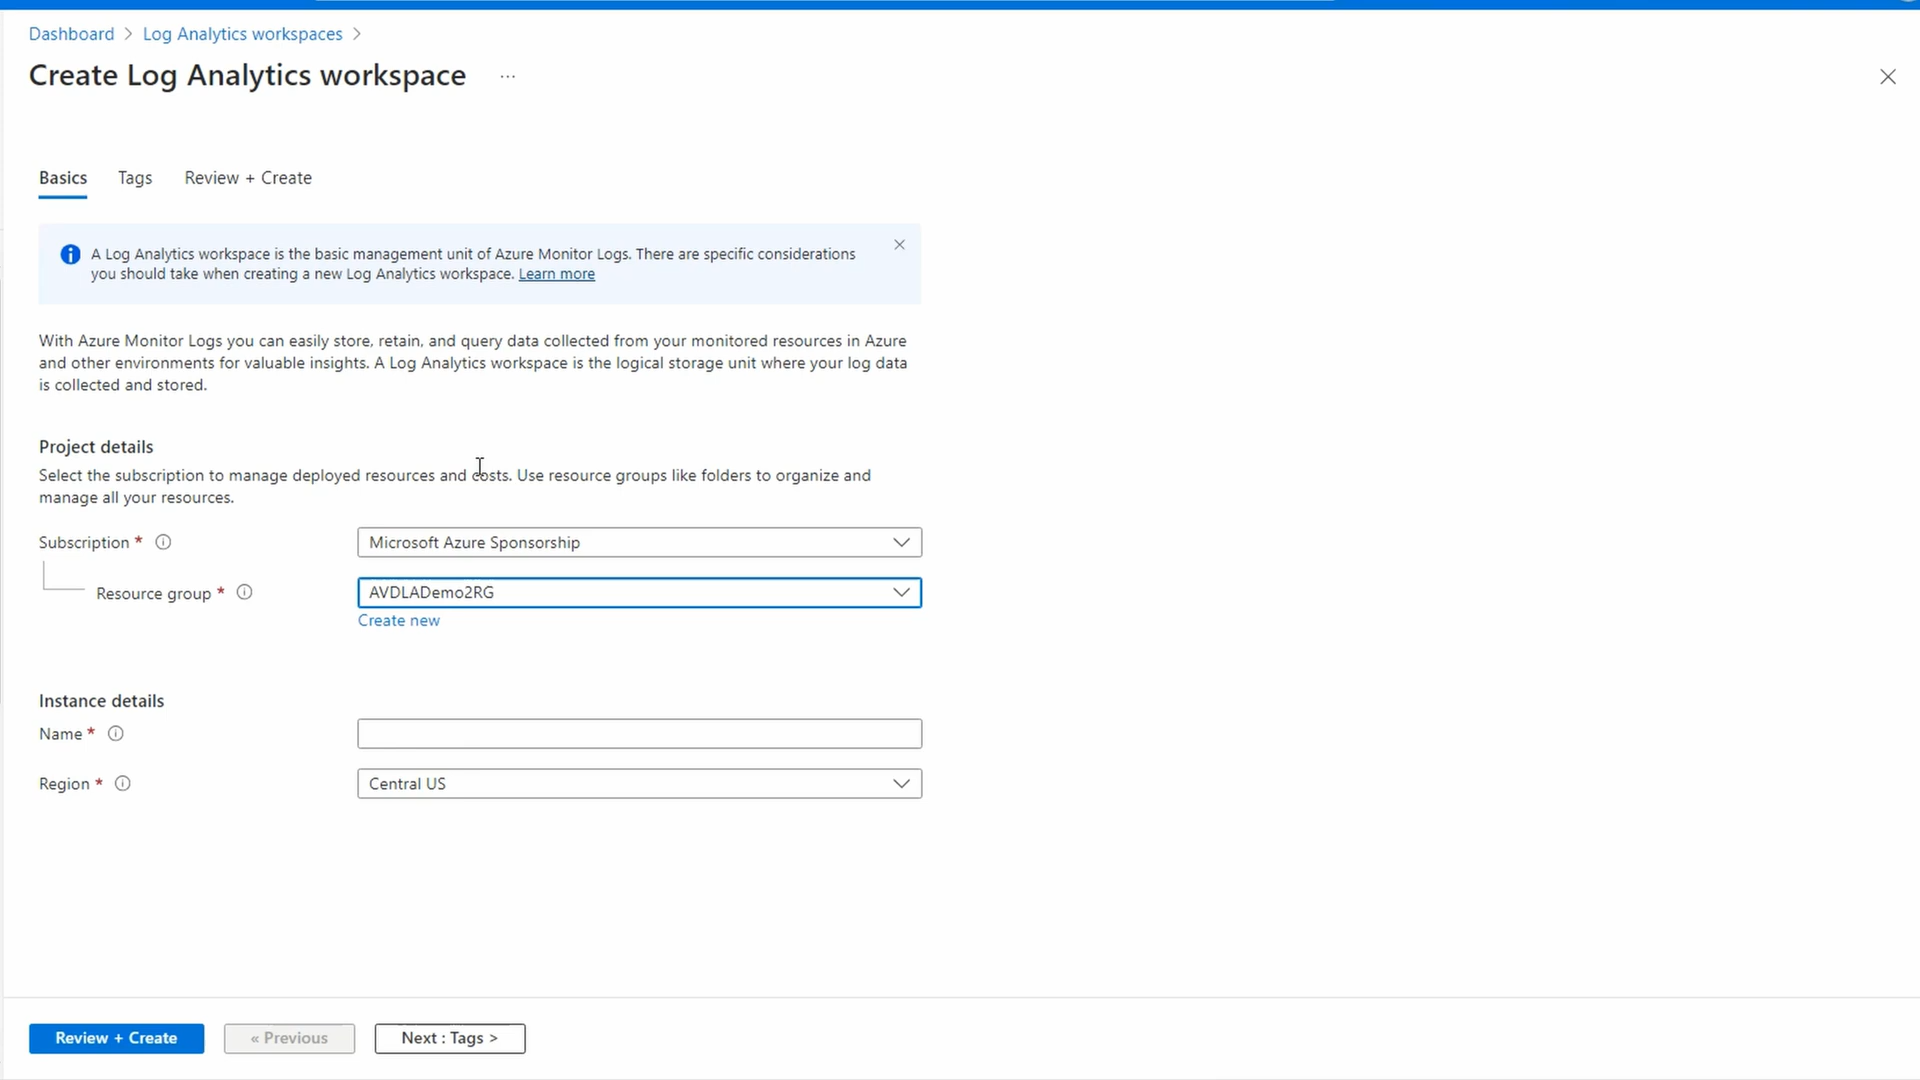 Dashboard > Log Analytics workspaces >
Create Log Analytics workspace ...
Basics Tags Review + Create
A Log Analytics workspace is the basic management unit of Azure Monitor Logs. There are specific considerations
you should take when creating a new Log Analytics workspace. Learn more
With Azure Monitor Logs you can easily store, retain, and query data collected from your monitored resources in Azure
and other environments for valuable insights. A Log Analytics workspace is the logical storage unit where your log data
is collected and stored.
Project details
Select the subscription to manage deployed resources and costs. Use resource groups like folders to organize and
manage all your resources.
Subscription * Microsoft Azure Sponsorship
Resource group * AVDLADemo2RG
Create new
Instance details
Name *
Region * Central US
Review + Create « Previous Next : Tags >